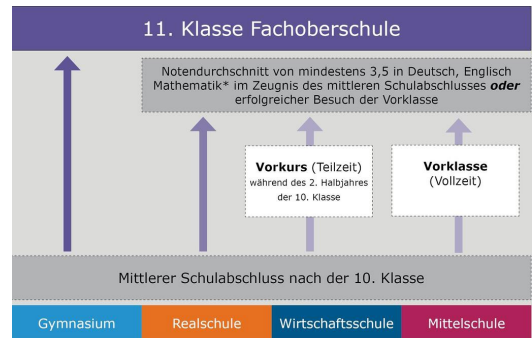 11. Klasse Fachoberschule
Notendurchschnitt von mindestens 3,5 in Deutsch, Englisch
Mathematik* im Zeugnis des mittleren Schulabschlusses oder
erfolgreicher Besuch der Vorklasse
Vorkurs (Teilzeit)
während des 2. Halbjahres
der 10. Klasse
Vorklasse
(Vollzeit)
Mittlerer Schulabschluss nach der 10. Klasse
Gymnasium
Realschule
Wirtschaftsschule
Mittelschule